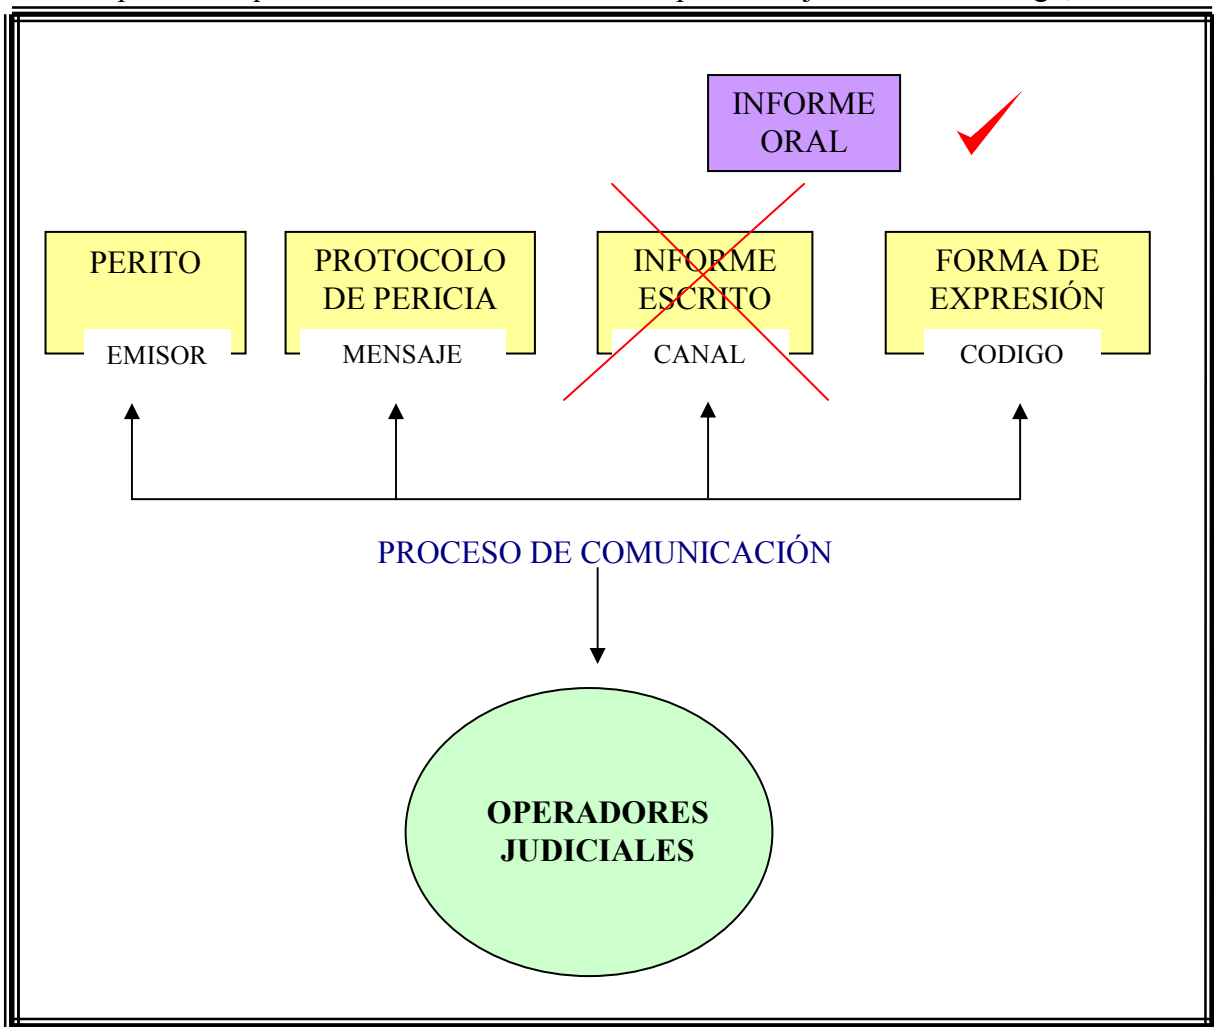 INFORME
ORAL
PERITO
EMISOR
PROTOCOLO
DE PERICIA
MENSAJE
INFORME
ESCRITO
CANAL
FORMA DE
EXPRESIÓN
CODIGO
PROCESO DE COMUNICACIÓN
OPERADORES
JUDICIALES